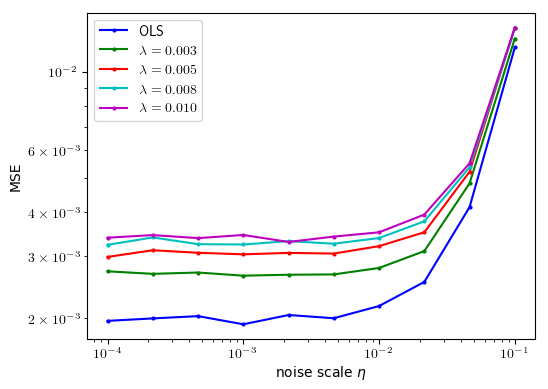 OLS
λ = 0.003
λ = 0.005
λ = 0.008
λ = 0.010
10⁻²
6 × 10⁻³
4 × 10⁻³
3 × 10⁻³
2 × 10⁻³
MSE
10⁻⁴ 10⁻³ 10⁻² 10⁻¹
noise scale η